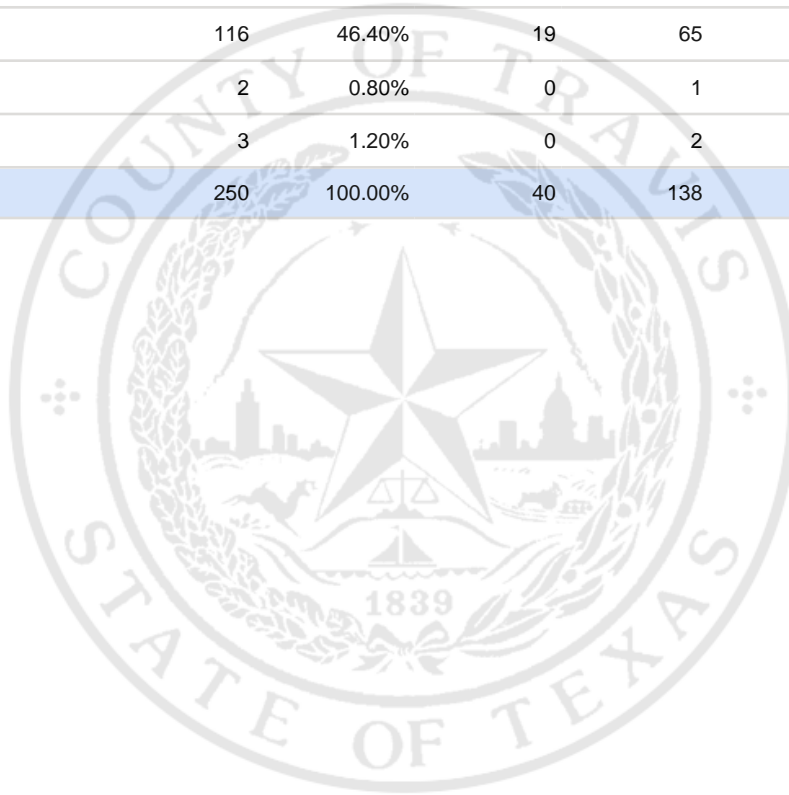 116 46.40% 19 65
2 0.80% 0 1
3 1.20% 0 2
250 100.00% 40 138
COUNTY OF TRAVIS
1839
STATE OF TEXAS